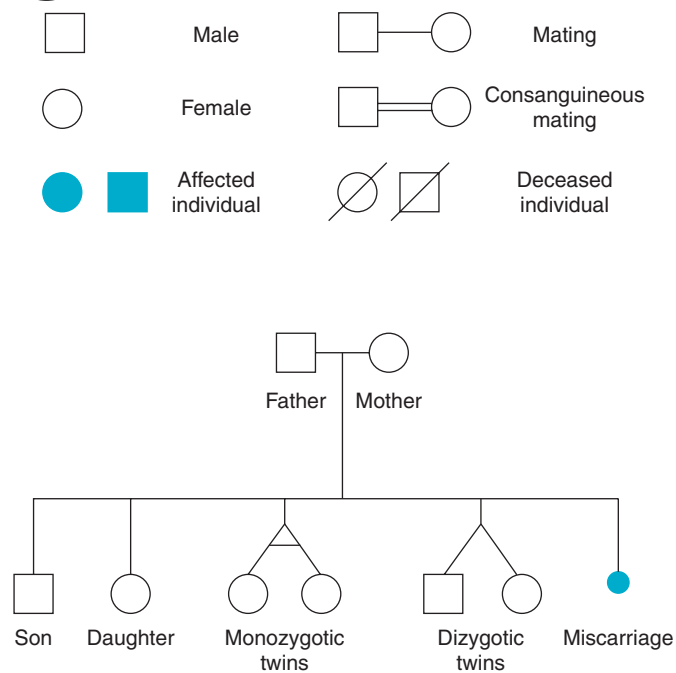 Male
Mating
Female
Consanguineous
mating
Affected
individual
Deceased
individual
Father
Mother
Son
Daughter
Monozygotic
twins
Dizygotic
twins
Miscarriage